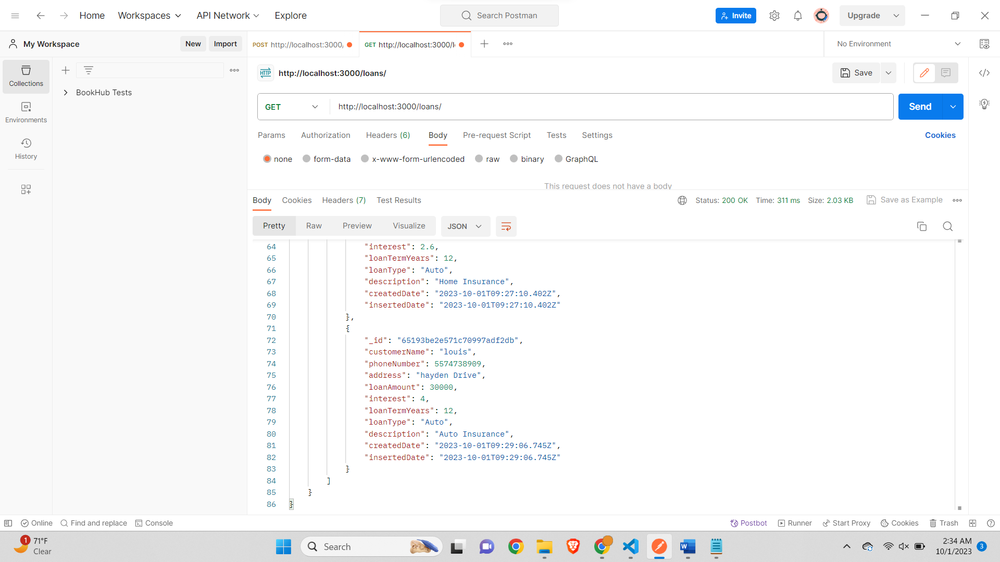 Home
Workspaces
API Network
Explore
Search Postman
Invite
Upgrade
My Workspace
New
Import
POST http://localhost:3000/
GET http://localhost:3000/l
No Environment
Collections
BookHub Tests
Environments
History
HTTP
http://localhost:3000/loans/
Save
GET
http://localhost:3000/loans/
Send
Params
Authorization
Headers (6)
Body
Pre-request Script
Tests
Settings
Cookies
none
form-data
x-www-form-urlencoded
raw
binary
GraphQL
This request does not have a body
Body
Cookies
Headers (7)
Test Results
Status: 200 OK
Time: 311 ms
Size: 2.03 KB
Save as Example
Pretty
Raw
Preview
Visualize
JSON
64 "interest": 2.6,
65 "loanTermYears": 12,
66 "loanType": "Auto",
67 "description": "Home Insurance",
68 "createdDate": "2023-10-01T09:27:10.402Z",
69 "insertedDate": "2023-10-01T09:27:10.402Z"
70 },
71 {
72 "_id": "65193be2e571c70997adf2db",
73 "customerName": "louis",
74 "phoneNumber": 5574738909,
75 "address": "hayden Drive",
76 "loanAmount": 30000,
77 "interest": 4,
78 "loanTermYears": 12,
79 "loanType": "Auto",
80 "description": "Auto Insurance",
81 "createdDate": "2023-10-01T09:29:06.745Z",
82 "insertedDate": "2023-10-01T09:29:06.745Z"
83 }
84 ]
85 }
86 }
Online
Find and replace
Console
Postbot
Runner
Start Proxy
Cookies
Trash
1
71°F
Clear
Search
W
2:34 AM
10/1/2023
3